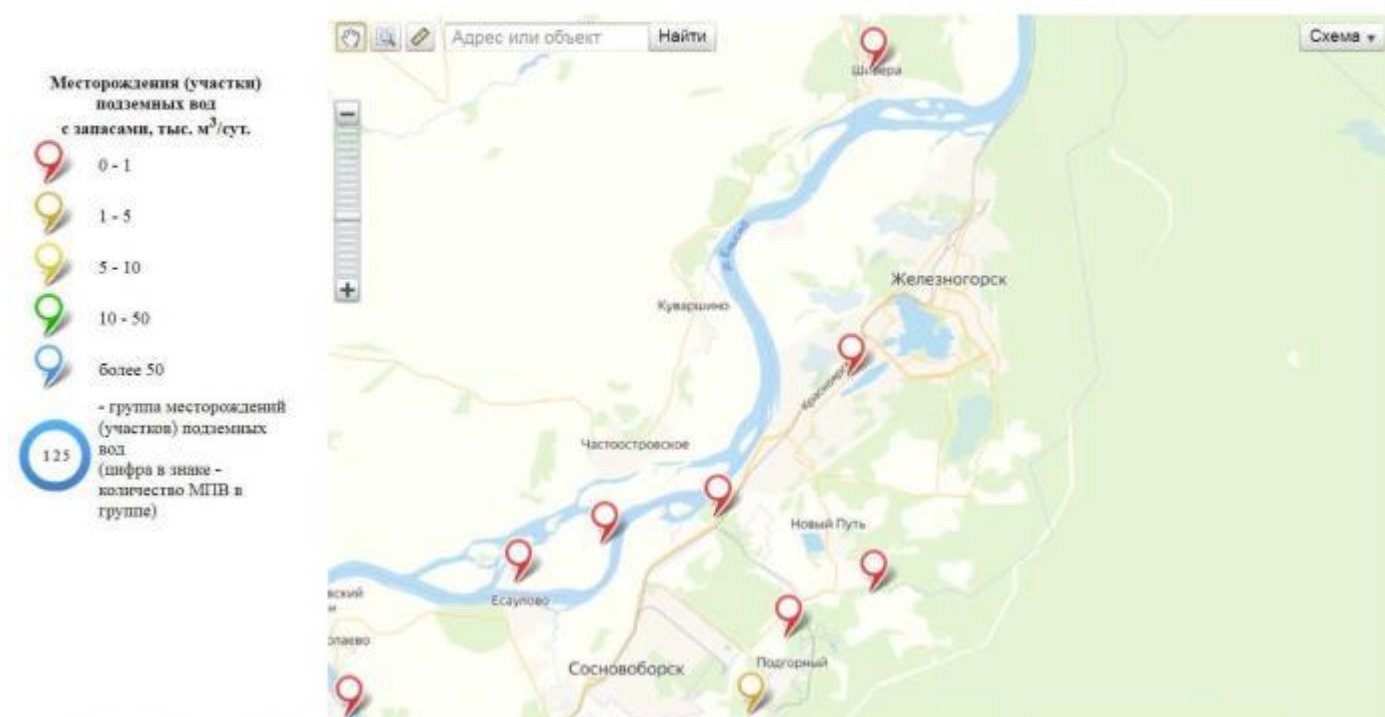 Адрес или объект
Найти
Схема
Месторождения (участки)
подземных вод
с запасами, тыс. м³/сут.
0 - 1
1 - 5
5 - 10
10 - 50
более 50
125
- группа месторождений
(участков) подземных
вод
(цифра в знаке -
количество МПВ в
группе)
Шивера
р. Енисей
Железногорск
Кувaршино
Частоостровское
Новый Путь
Есаулово
Сосновоборск
Подгорный